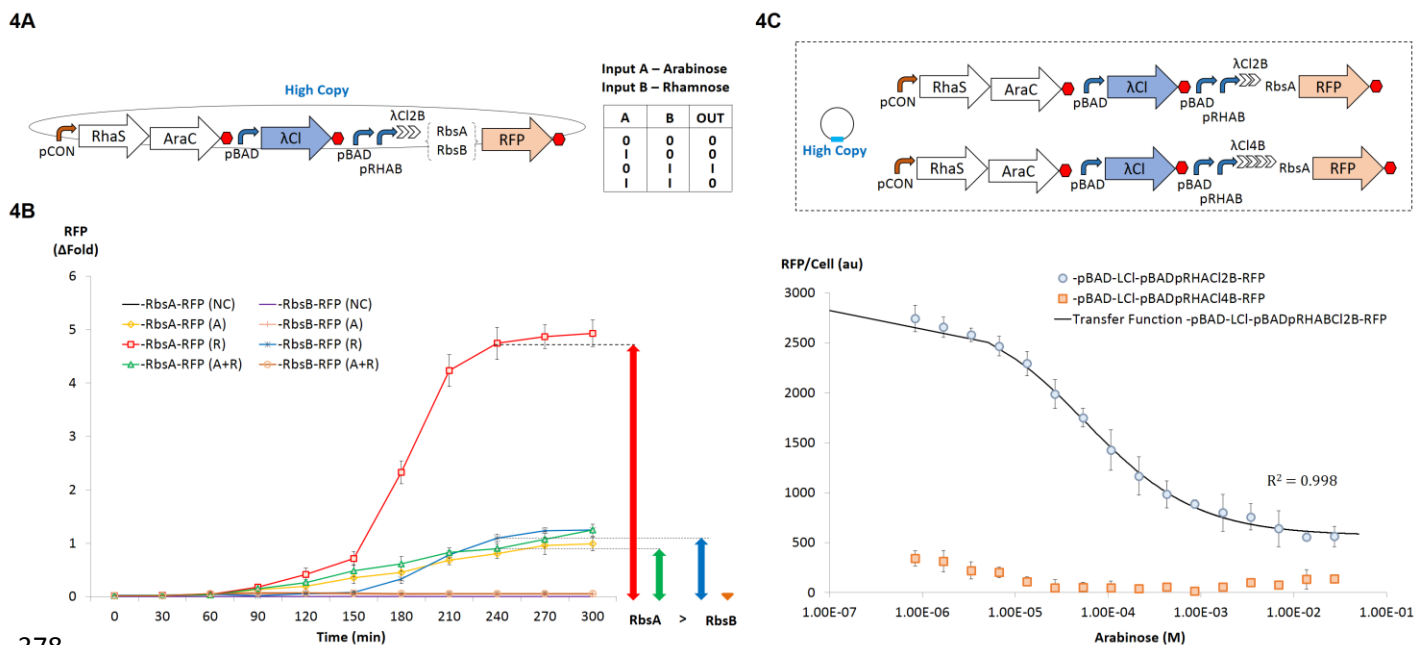 4A
High Copy
λCl2B
pCON
RhaS
AraC
pBAD
λCl
pBAD
pRHAB
RbsA
RbsB
RFP
Input A – Arabinose
Input B – Rhamnose
A B OUT
0 0 0
I 0 0
0 I I
I I 0
4B
RFP
(ΔFold)
6
5
4
3
2
1
0
-RbsA-RFP (NC) -RbsB-RFP (NC)
-RbsA-RFP (A) -RbsB-RFP (A)
-RbsA-RFP (R) -RbsB-RFP (R)
-RbsA-RFP (A+R) -RbsB-RFP (A+R)
0 30 60 90 120 150 180 210 240 270 300
RbsA > RbsB
Time (min)
4C
High Copy
λCl2B
pCON
RhaS
AraC
pBAD
λCl
pBAD
pRHAB
RbsA
RFP
λCl4B
pCON
RhaS
AraC
pBAD
λCl
pBAD
pRHAB
RbsA
RFP
RFP/Cell (au)
3000
2500
2000
1500
1000
500
0
-pBAD-LCl-pBADpRHACl2B-RFP
-pBAD-LCl-pBADpRHACl4B-RFP
Transfer Function -pBAD-LCl-pBADpRHABCl2B-RFP
R² = 0.998
1.00E-07 1.00E-06 1.00E-05 1.00E-04 1.00E-03 1.00E-02 1.00E-01
Arabinose (M)